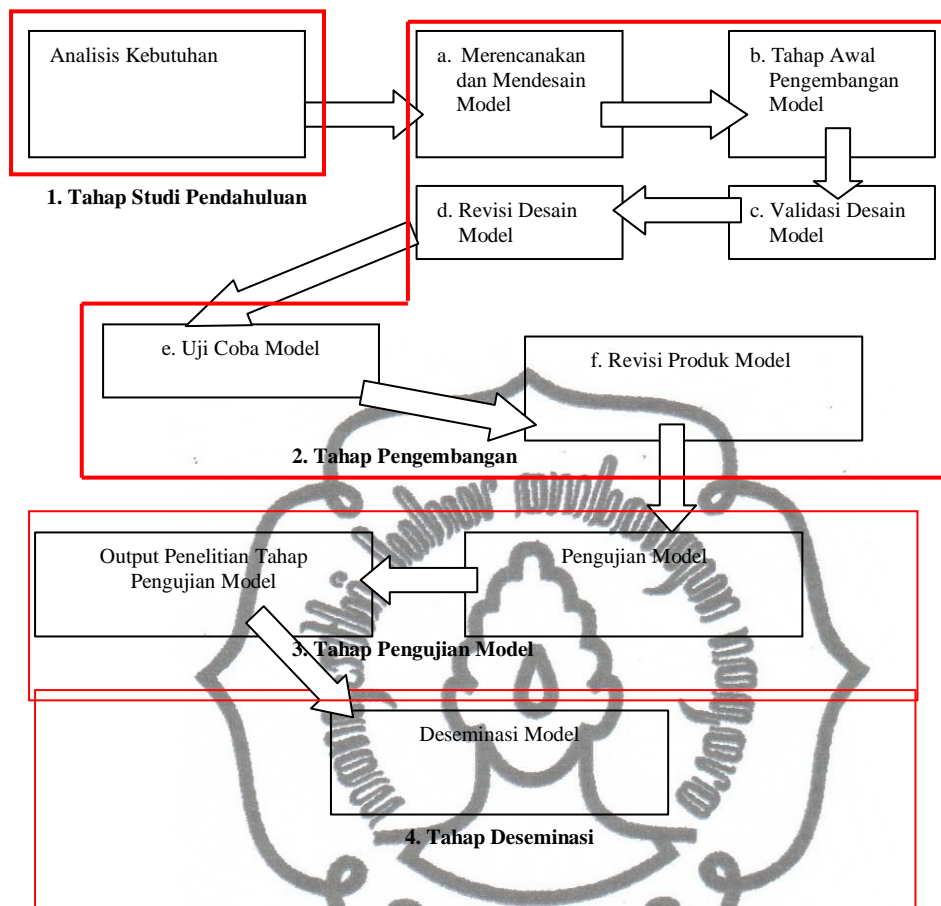 Analisis Kebutuhan
a. Merencanakan
dan Mendesain
Model
b. Tahap Awal
Pengembangan
Model
1. Tahap Studi Pendahuluan
d. Revisi Desain
Model
c. Validasi Desain
Model
e. Uji Coba Model
f. Revisi Produk Model
2. Tahap Pengembangan
Output Penelitian Tahap
Pengujian Model
Pengujian Model
3. Tahap Pengujian Model
Deseminasi Model
4. Tahap Deseminasi